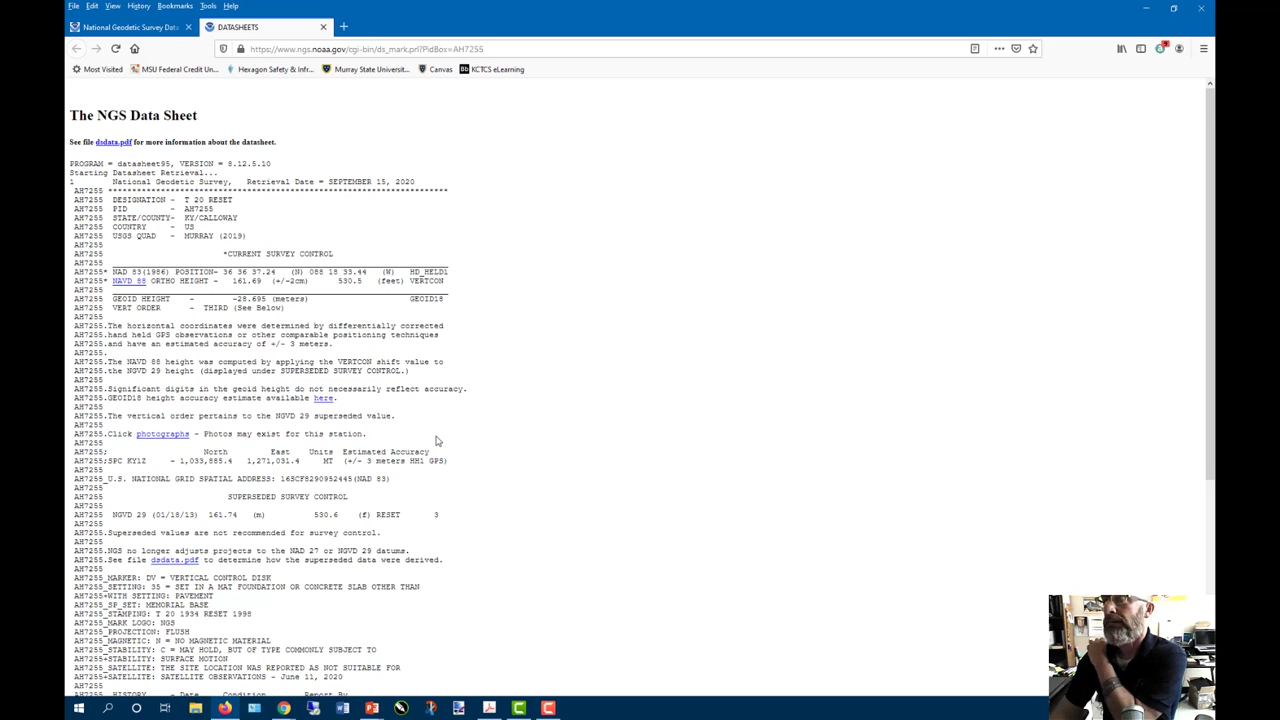 File Edit View History Bookmarks Tools Help
National Geodetic Survey Data
DATASHEETS
https://www.ngs.noaa.gov/cgi-bin/ds_mark.prl?PidBox=AH7255
Most Visited MSU Federal Credit Un... Hexagon Safety & Infr... Murray State Universit... Canvas Bb KCTCS eLearning
The NGS Data Sheet
See file dsdata.pdf for more information about the datasheet.
PROGRAM = datasheet95, VERSION = 8.12.5.10
Starting Datasheet Retrieval...
1 National Geodetic Survey, Retrieval Date = SEPTEMBER 15, 2020
AH7255 ***********************************************************************
AH7255 DESIGNATION - T 20 RESET
AH7255 PID - AH7255
AH7255 STATE/COUNTY- KY/CALLOWAY
AH7255 COUNTRY - US
AH7255 USGS QUAD - MURRAY (2019)
AH7255
AH7255 *CURRENT SURVEY CONTROL
AH7255
AH7255* NAD 83(1986) POSITION- 36 36 37.24 (N) 088 18 33.44 (W) HD_HELD1
AH7255* NAVD 88 ORTHO HEIGHT - 161.69 (+/-2cm) 530.5 (feet) VERTCON
AH7255
AH7255 GEOID HEIGHT - -28.695 (meters) GEOID18
AH7255 VERT ORDER - THIRD (See Below)
AH7255
AH7255.The horizontal coordinates were determined by differentially corrected
AH7255.hand held GPS observations or other comparable positioning techniques
AH7255.and have an estimated accuracy of +/- 3 meters.
AH7255.
AH7255.The NAVD 88 height was computed by applying the VERTCON shift value to
AH7255.the NGVD 29 height (displayed under SUPERSEDED SURVEY CONTROL.)
AH7255
AH7255.Significant digits in the geoid height do not necessarily reflect accuracy.
AH7255.GEOID18 height accuracy estimate available here.
AH7255
AH7255.The vertical order pertains to the NGVD 29 superseded value.
AH7255
AH7255.Click photographs - Photos may exist for this station.
AH7255
AH7255; North East Units Estimated Accuracy
AH7255;SPC KY1Z - 1,033,885.4 1,271,031.4 MT (+/- 3 meters HH1 GPS)
AH7255
AH7255_U.S. NATIONAL GRID SPATIAL ADDRESS: 16SCF8290952445(NAD 83)
AH7255
AH7255 SUPERSEDED SURVEY CONTROL
AH7255
AH7255 NGVD 29 (01/18/13) 161.74 (m) 530.6 (f) RESET 3
AH7255
AH7255.Superseded values are not recommended for survey control.
AH7255
AH7255.NGS no longer adjusts projects to the NAD 27 or NGVD 29 datums.
AH7255.See file dsdata.pdf to determine how the superseded data were derived.
AH7255
AH7255_MARKER: DV = VERTICAL CONTROL DISK
AH7255_SETTING: 35 = SET IN A MAT FOUNDATION OR CONCRETE SLAB OTHER THAN
AH7255+WITH SETTING: PAVEMENT
AH7255_SP_SET: MEMORIAL BASE
AH7255_STAMPING: T 20 1934 RESET 1998
AH7255_MARK LOGO: NGS
AH7255_PROJECTION: FLUSH
AH7255_MAGNETIC: N = NO MAGNETIC MATERIAL
AH7255_STABILITY: C = MAY HOLD, BUT OF TYPE COMMONLY SUBJECT TO
AH7255+STABILITY: SURFACE MOTION
AH7255_SATELLITE: THE SITE LOCATION WAS REPORTED AS NOT SUITABLE FOR
AH7255+SATELLITE: SATELLITE OBSERVATIONS - June 11, 2020
AH7255
AH7255 HISTORY - Date Condition Report By